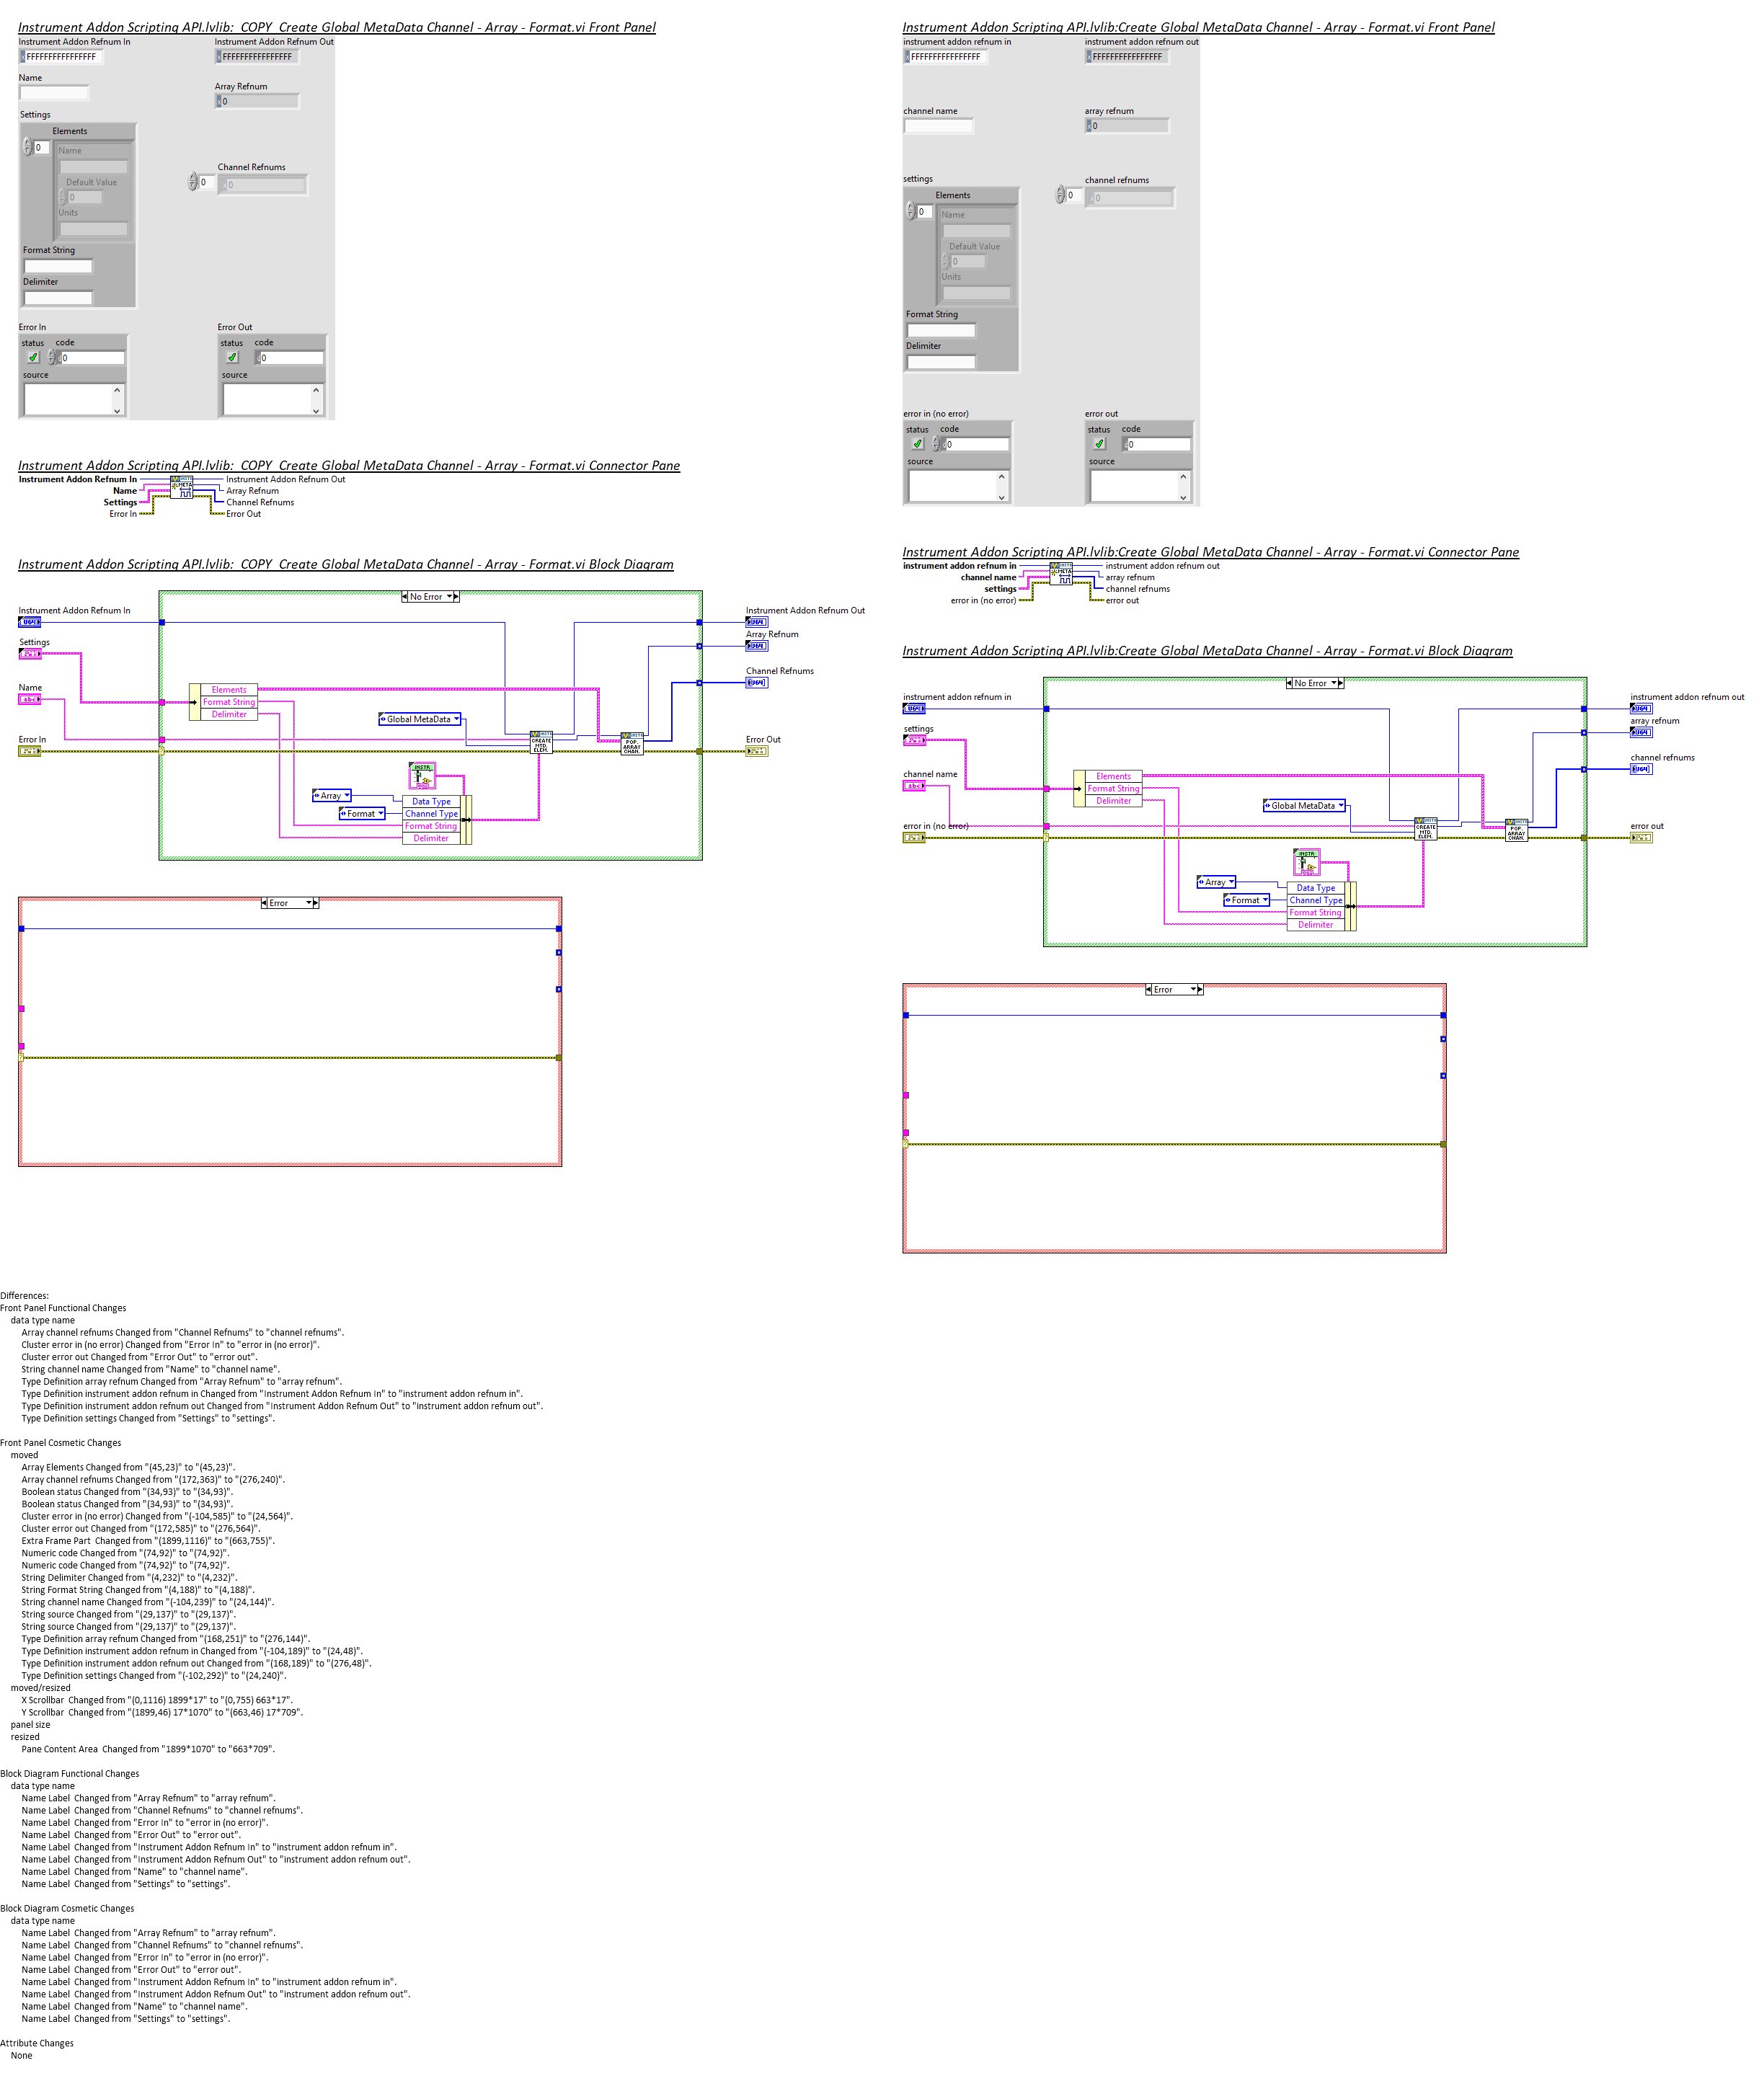 Instrument Addon Scripting API.lvlib:  COPY  Create Global MetaData Channel - Array - Format.vi Front Panel
Instrument Addon Refnum In
Instrument Addon Refnum Out
FFFFFFFFFFFFFFFF
FFFFFFFFFFFFFFFF
Name
Array Refnum
0
Settings
Elements
0
Name
Default Value
0
Units
Channel Refnums
0
0
Format String
Delimiter
Error In
Error Out
status
code
0
source
status
code
0
source
Instrument Addon Scripting API.lvlib:  COPY  Create Global MetaData Channel - Array - Format.vi Connector Pane
Instrument Addon Refnum In
Instrument Addon Refnum Out
Name
Array Refnum
Settings
Channel Refnums
Error In
Error Out
META
Instrument Addon Scripting API.lvlib:  COPY  Create Global MetaData Channel - Array - Format.vi Block Diagram
No Error
Instrument Addon Refnum In
Instrument Addon Refnum Out
U64
U64
Settings
Array Refnum
U64
Name
abc
Channel Refnums
U64
Elements
Format String
Delimiter
Global MetaData
Error In
Error Out
CREATE
MTD.
ELEM.
POP.
ARRAY
CHAN.
INSTR
Array
Format
Data Type
Channel Type
Format String
Delimiter
Error
Instrument Addon Scripting API.lvlib:Create Global MetaData Channel - Array - Format.vi Front Panel
instrument addon refnum in
instrument addon refnum out
FFFFFFFFFFFFFFFF
FFFFFFFFFFFFFFFF
channel name
array refnum
0
settings
Elements
0
Name
Default Value
0
Units
channel refnums
0
0
Format String
Delimiter
error in (no error)
error out
status
code
0
source
status
code
0
source
Instrument Addon Scripting API.lvlib:Create Global MetaData Channel - Array - Format.vi Connector Pane
instrument addon refnum in
instrument addon refnum out
channel name
array refnum
settings
channel refnums
error in (no error)
error out
META
Instrument Addon Scripting API.lvlib:Create Global MetaData Channel - Array - Format.vi Block Diagram
No Error
instrument addon refnum in
instrument addon refnum out
U64
U64
settings
array refnum
U64
channel name
abc
channel refnums
U64
Elements
Format String
Delimiter
Global MetaData
error in (no error)
error out
CREATE
MTD.
ELEM.
POP.
ARRAY
CHAN.
INSTR
Array
Format
Data Type
Channel Type
Format String
Delimiter
Error
Differences:
Front Panel Functional Changes
data type name
Array channel refnums Changed from "Channel Refnums" to "channel refnums".
Cluster error in (no error) Changed from "Error In" to "error in (no error)".
Cluster error out Changed from "Error Out" to "error out".
String channel name Changed from "Name" to "channel name".
Type Definition array refnum Changed from "Array Refnum" to "array refnum".
Type Definition instrument addon refnum in Changed from "Instrument Addon Refnum In" to "instrument addon refnum in".
Type Definition instrument addon refnum out Changed from "Instrument Addon Refnum Out" to "instrument addon refnum out".
Type Definition settings Changed from "Settings" to "settings".
Front Panel Cosmetic Changes
moved
Array Elements Changed from "(45,23)" to "(45,23)".
Array channel refnums Changed from "(172,363)" to "(276,240)".
Boolean status Changed from "(34,93)" to "(34,93)".
Boolean status Changed from "(34,93)" to "(34,93)".
Cluster error in (no error) Changed from "(-104,585)" to "(24,564)".
Cluster error out Changed from "(172,585)" to "(276,564)".
Extra Frame Part  Changed from "(1899,1116)" to "(663,755)".
Numeric code Changed from "(74,92)" to "(74,92)".
Numeric code Changed from "(74,92)" to "(74,92)".
String Delimiter Changed from "(4,232)" to "(4,232)".
String Format String Changed from "(4,188)" to "(4,188)".
String channel name Changed from "(-104,239)" to "(24,144)".
String source Changed from "(29,137)" to "(29,137)".
String source Changed from "(29,137)" to "(29,137)".
Type Definition array refnum Changed from "(168,251)" to "(276,144)".
Type Definition instrument addon refnum in Changed from "(-104,189)" to "(24,48)".
Type Definition instrument addon refnum out Changed from "(168,189)" to "(276,48)".
Type Definition settings Changed from "(-102,292)" to "(24,240)".
moved/resized
X Scrollbar  Changed from "(0,1116) 1899*17" to "(0,755) 663*17".
Y Scrollbar  Changed from "(1899,46) 17*1070" to "(663,46) 17*709".
panel size
resized
Pane Content Area  Changed from "1899*1070" to "663*709".
Block Diagram Functional Changes
data type name
Name Label  Changed from "Array Refnum" to "array refnum".
Name Label  Changed from "Channel Refnums" to "channel refnums".
Name Label  Changed from "Error In" to "error in (no error)".
Name Label  Changed from "Error Out" to "error out".
Name Label  Changed from "Instrument Addon Refnum In" to "instrument addon refnum in".
Name Label  Changed from "Instrument Addon Refnum Out" to "instrument addon refnum out".
Name Label  Changed from "Name" to "channel name".
Name Label  Changed from "Settings" to "settings".
Block Diagram Cosmetic Changes
data type name
Name Label  Changed from "Array Refnum" to "array refnum".
Name Label  Changed from "Channel Refnums" to "channel refnums".
Name Label  Changed from "Error In" to "error in (no error)".
Name Label  Changed from "Error Out" to "error out".
Name Label  Changed from "Instrument Addon Refnum In" to "instrument addon refnum in".
Name Label  Changed from "Instrument Addon Refnum Out" to "instrument addon refnum out".
Name Label  Changed from "Name" to "channel name".
Name Label  Changed from "Settings" to "settings".
Attribute Changes
None